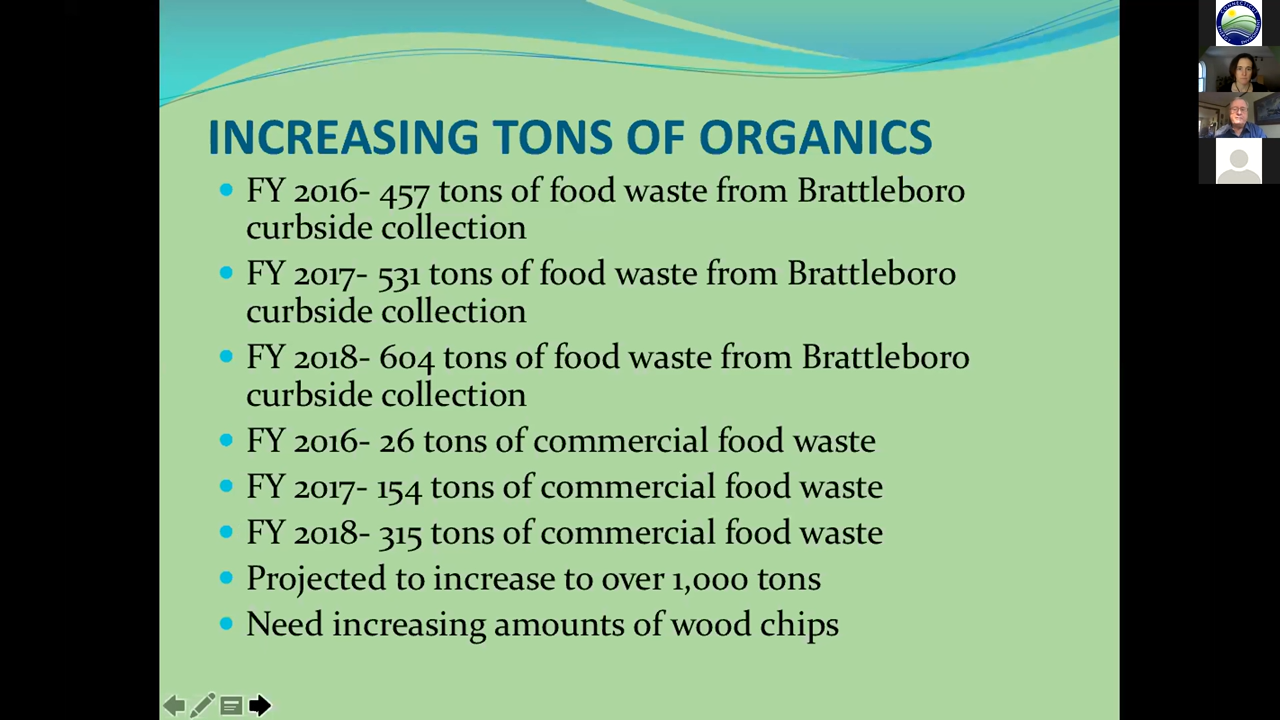 INCREASING TONS OF ORGANICS
FY 2016- 457 tons of food waste from Brattleboro
curbside collection
FY 2017- 531 tons of food waste from Brattleboro
curbside collection
FY 2018- 604 tons of food waste from Brattleboro
curbside collection
FY 2016- 26 tons of commercial food waste
FY 2017- 154 tons of commercial food waste
FY 2018- 315 tons of commercial food waste
Projected to increase to over 1,000 tons
Need increasing amounts of wood chips